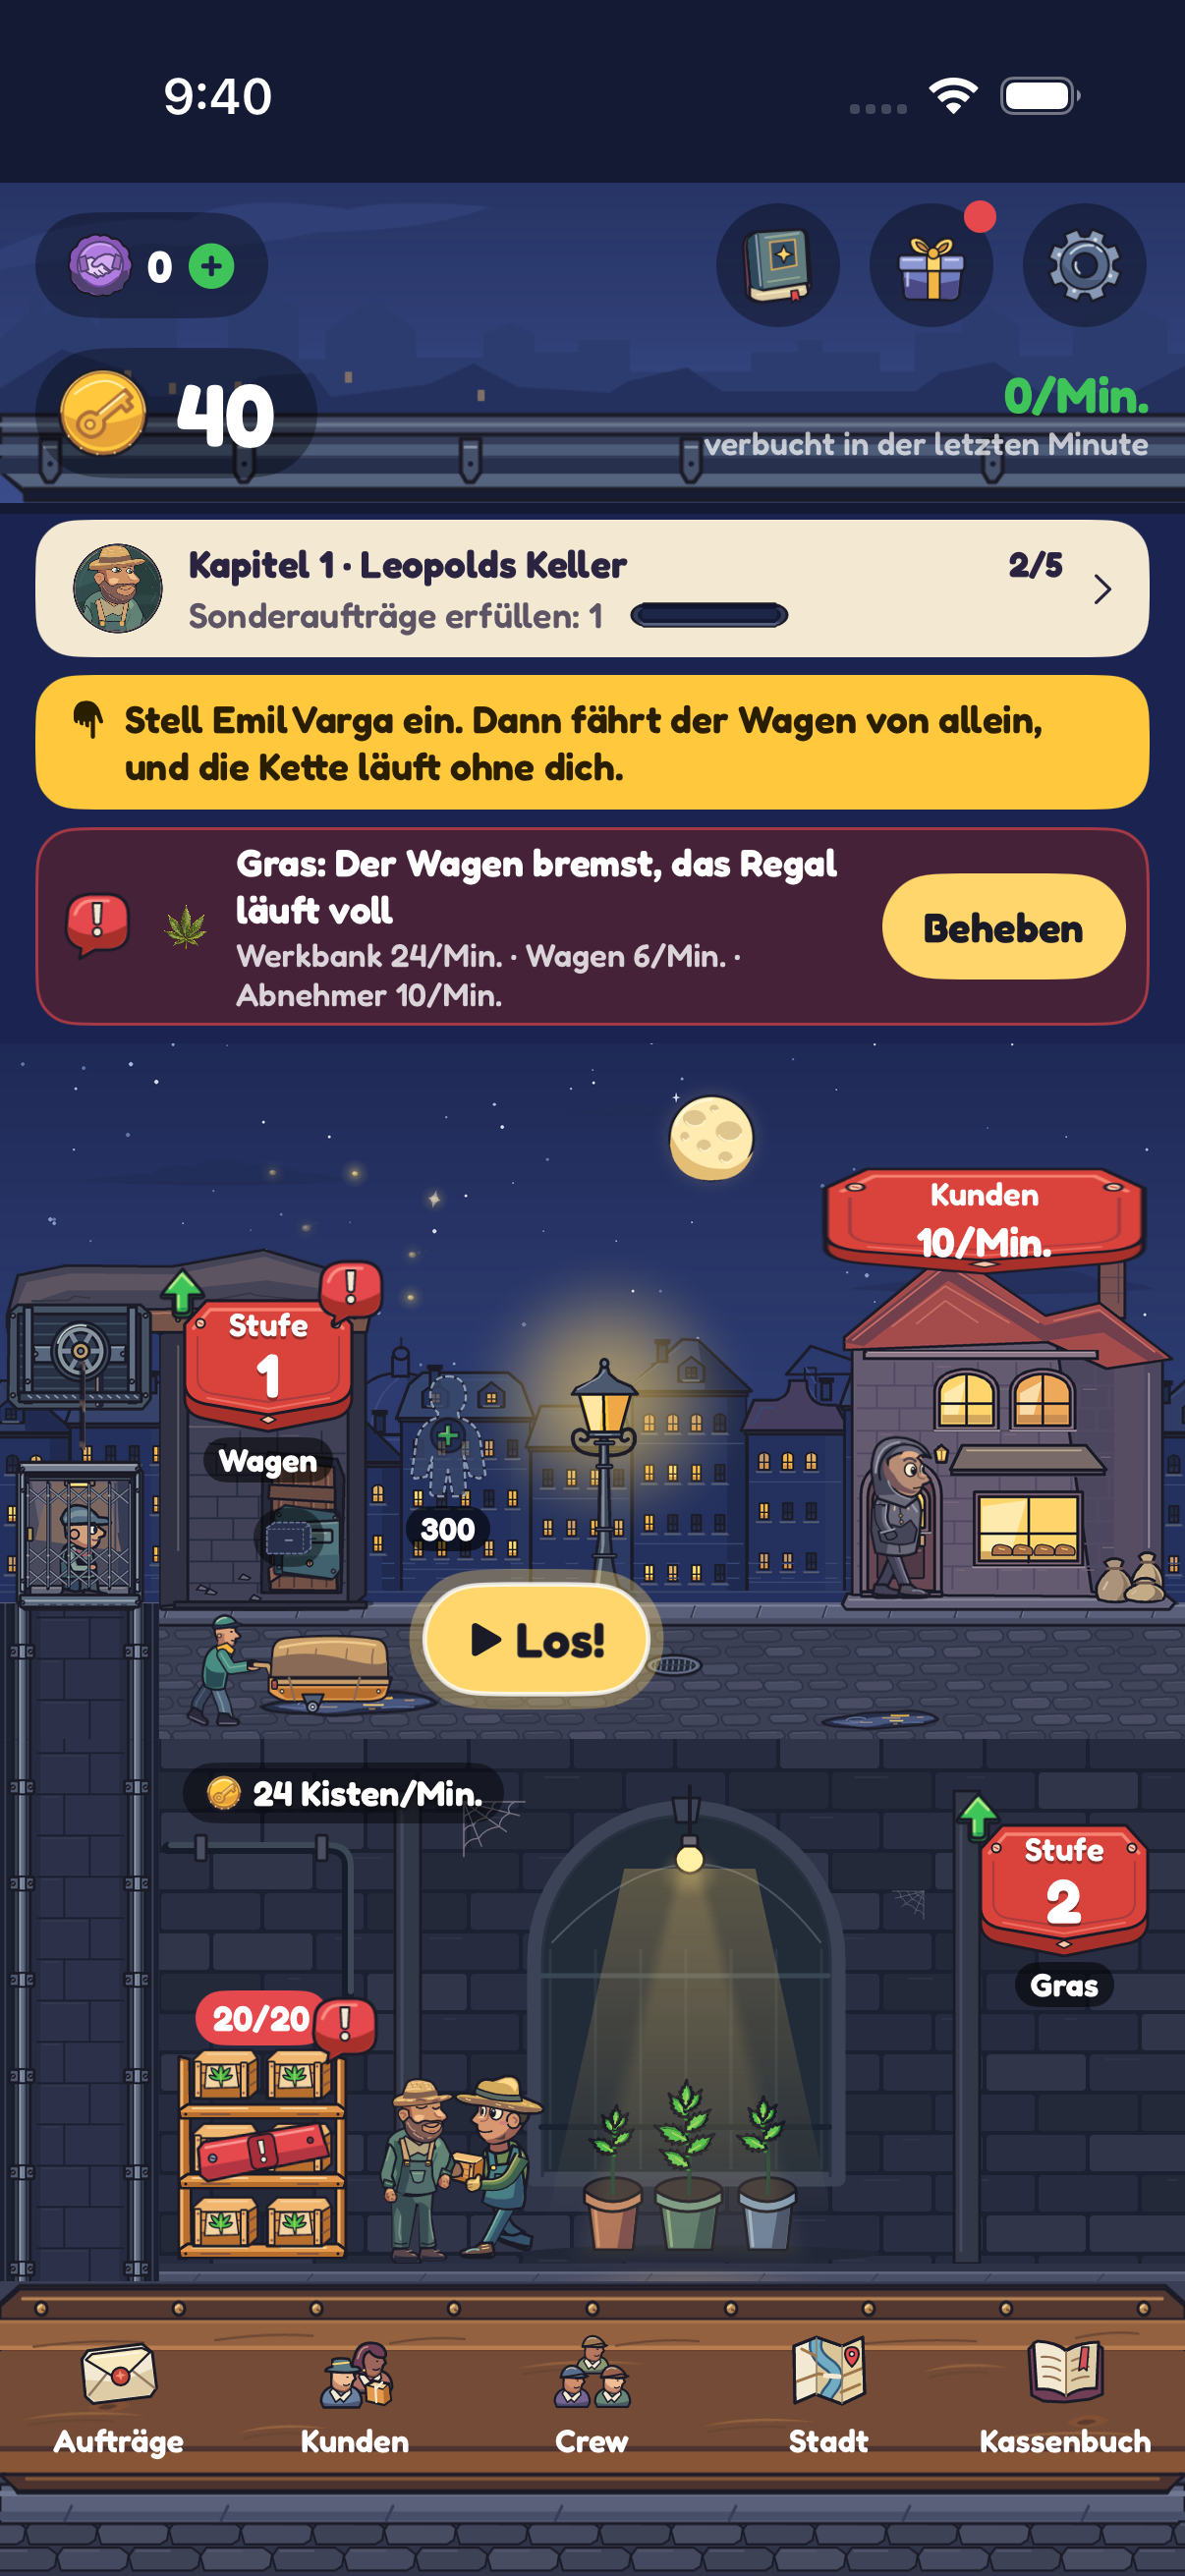 9:40
0
40
0/Min.
verbucht in der letzten Minute
Kapitel 1 · Leopolds Keller
2/5
Sonderaufträge erfüllen: 1
Stell Emil Varga ein. Dann fährt der Wagen von allein,
und die Kette läuft ohne dich.
Gras: Der Wagen bremst, das Regal
läuft voll
Werkbank 24/Min. · Wagen 6/Min. ·
Abnehmer 10/Min.
Beheben
Kunden
10/Min.
Stufe
1
Wagen
300
Los!
24 Kisten/Min.
Stufe
2
Gras
20/20
Aufträge
Kunden
Crew
Stadt
Kassenbuch